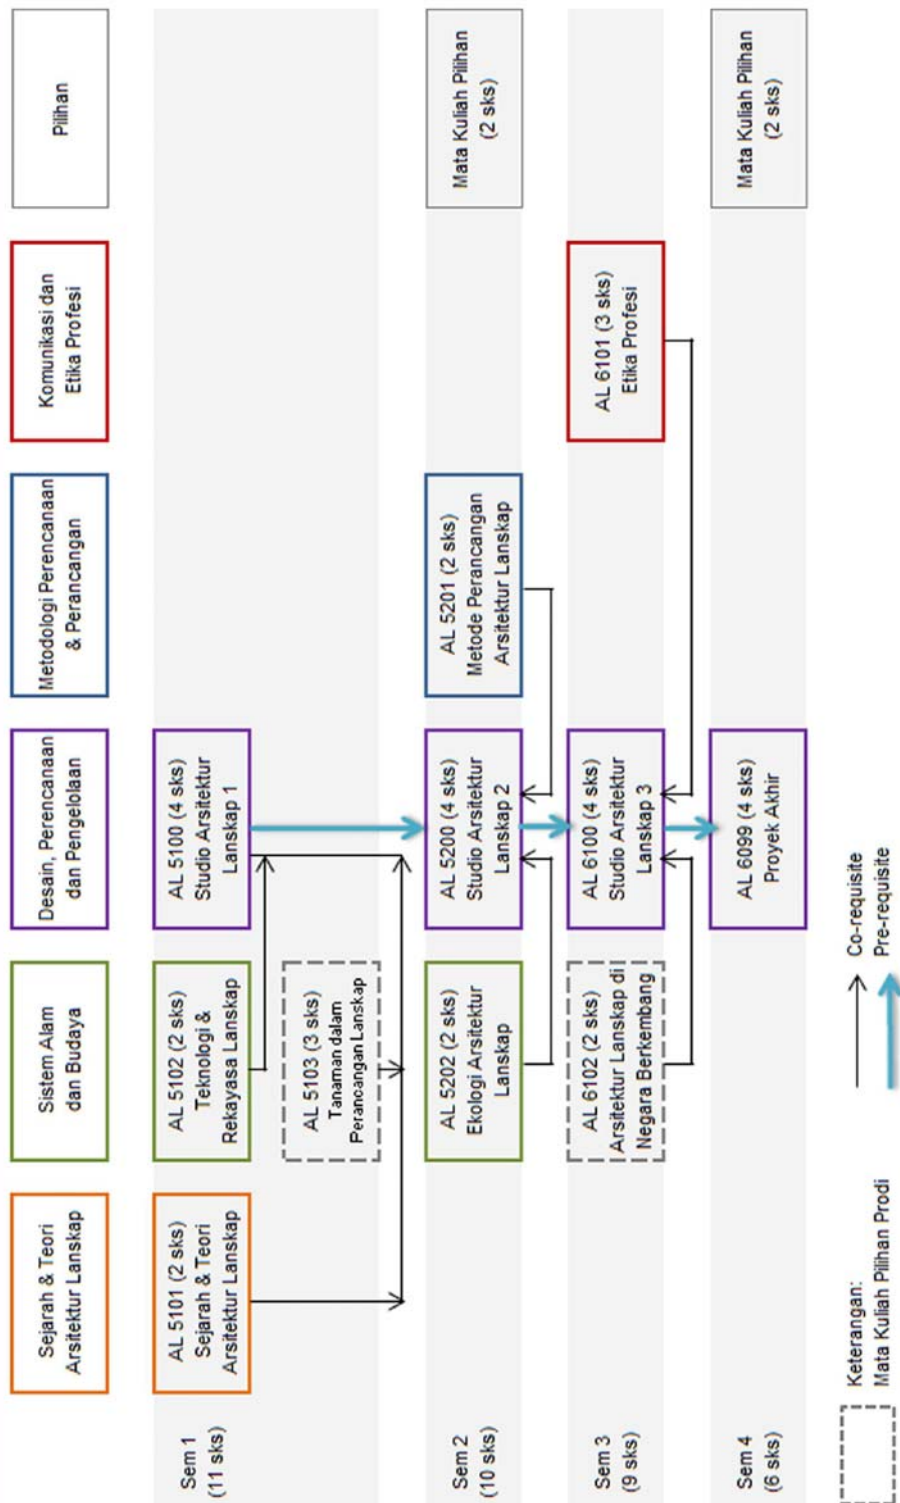 Sejarah & Teori
Arsitektur Lanskap
Sistem Alam
dan Budaya
Desain, Perencanaan
dan Pengelolaan
Metodologi Perencanaan
& Perancangan
Komunikasi dan
Etika Profesi
Pilihan
Sem 1
(11 sks)
AL 5101 (2 sks)
Sejarah & Teori
Arsitektur Lanskap
AL 5102 (2 sks)
Teknologi &
Rekayasa Lanskap
AL 5100 (4 sks)
Studio Arsitektur
Lanskap 1
AL 5103 (3 sks)
Tanaman dalam
Perancangan Lanskap
Sem 2
(10 sks)
AL 5202 (2 sks)
Ekologi Arsitektur
Lanskap
AL 5200 (4 sks)
Studio Arsitektur
Lanskap 2
AL 5201 (2 sks)
Metode Perancangan
Arsitektur Lanskap
Mata Kuliah Pilihan
(2 sks)
Sem 3
(9 sks)
AL 6102 (2 sks)
Arsitektur Lanskap di
Negara Berkembang
AL 6100 (4 sks)
Studio Arsitektur
Lanskap 3
AL 6101 (3 sks)
Etika Profesi
Sem 4
(6 sks)
AL 6099 (4 sks)
Proyek Akhir
Mata Kuliah Pilihan
(2 sks)
Keterangan:
Mata Kuliah Pilihan Prodi
Co-requisite
Pre-requisite